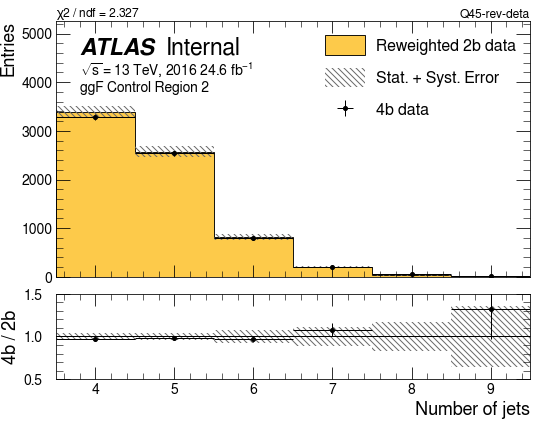 χ2 / ndf = 2.327
Q45-rev-deta
Entries
ATLAS Internal
√s = 13 TeV, 2016 24.6 fb⁻¹
ggF Control Region 2
Reweighted 2b data
Stat. + Syst. Error
4b data
5000
4000
3000
2000
1000
0
4b / 2b
1.5
1.0
0.5
4 5 6 7 8 9
Number of jets